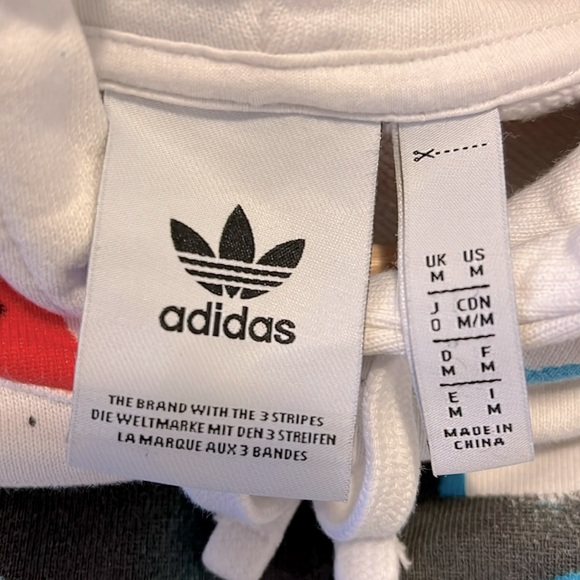 adidas
THE BRAND WITH THE 3 STRIPES
DIE WELTMARKE MIT DEN 3 STREIFEN
LA MARQUE AUX 3 BANDES
UK US
M M
J CDN
O M/M
D F
M M
E I
M M
MADE IN
CHINA